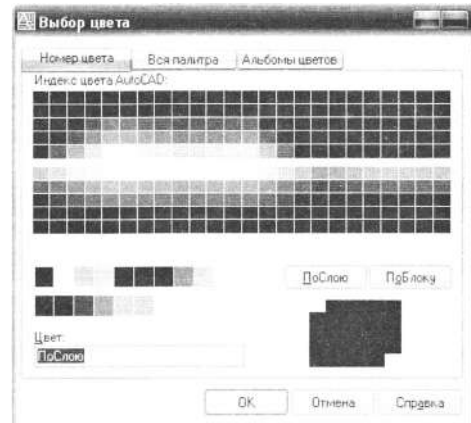 Выбор цвета
Номер цвета Вся палитра Альбомы цветов
Индекс цвета AutoCAD:
ПоСлою ПоБлоку
Цвет:
ПоСлою
OK Отмена Справка